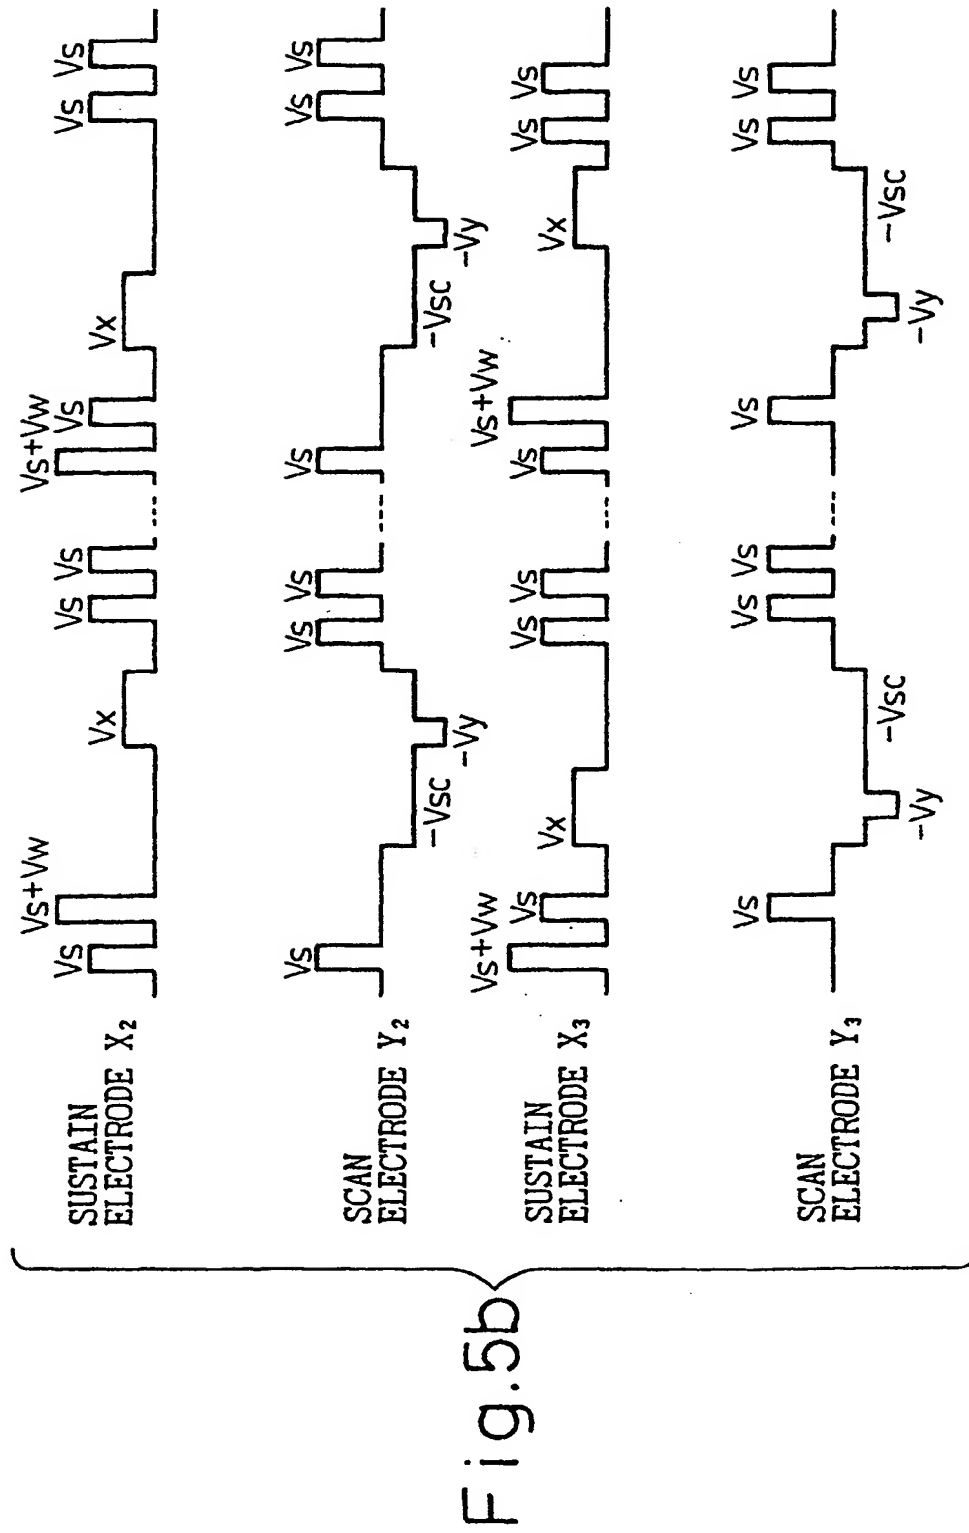 Fig.5b
SUSTAIN
ELECTRODE X₂
Vs Vs+Vw Vx Vs Vs Vs+Vw Vs Vx Vs Vs
SCAN
ELECTRODE Y₂
Vs -Vsc -Vy Vs Vs Vs -Vsc -Vy Vs Vs
SUSTAIN
ELECTRODE X₃
Vs+Vw Vs Vx Vs Vs Vs Vs+Vw Vx Vs Vs
SCAN
ELECTRODE Y₃
Vs -Vy -Vsc Vs Vs Vs -Vy -Vsc Vs Vs